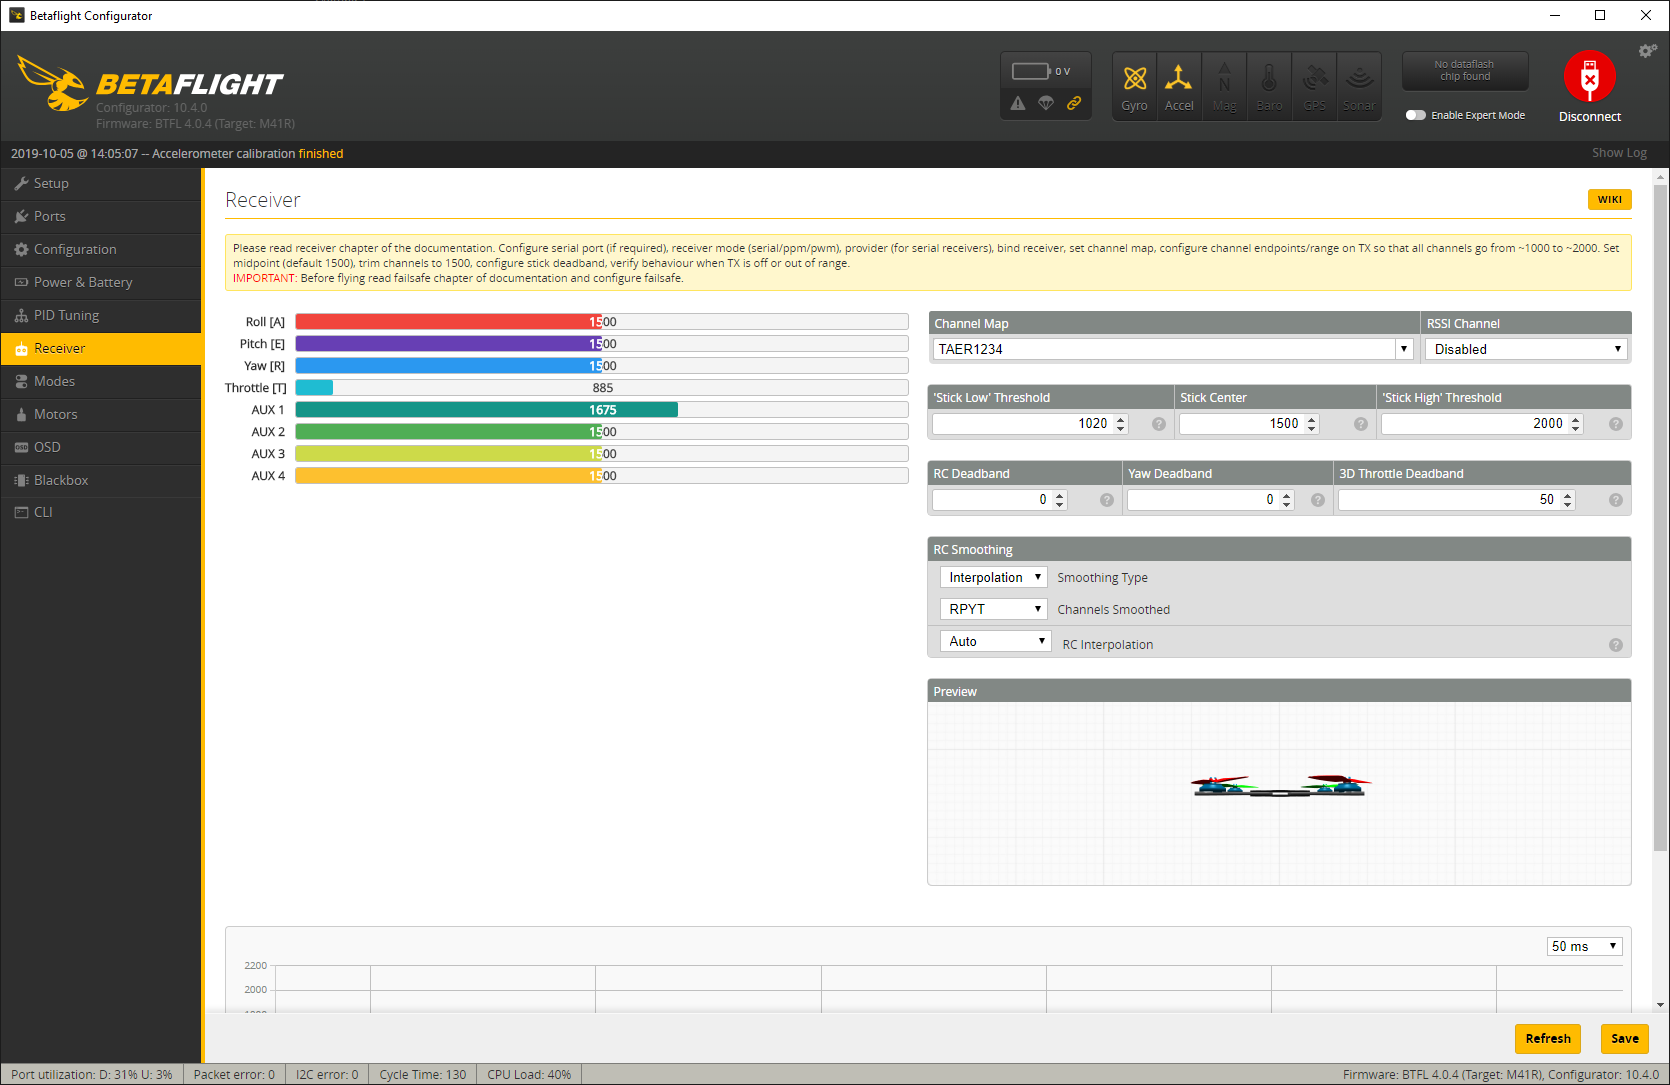 Betaflight Configurator
BETAFLIGHT
Configurator: 10.4.0
Firmware: BTFL 4.0.4 (Target: M41R)
0 V
Gyro
Accel
N
Mag
Baro
GPS
Sonar
No dataflash
chip found
Enable Expert Mode
Disconnect
2019-10-05 @ 14:05:07 -- Accelerometer calibration finished
Show Log
Setup
Ports
Configuration
Power & Battery
PID Tuning
Receiver
Modes
Motors
OSD
Blackbox
CLI
Receiver
WIKI
Please read receiver chapter of the documentation. Configure serial port (if required), receiver mode (serial/ppm/pwm), provider (for serial receivers), bind receiver, set channel map, configure channel endpoints/range on TX so that all channels go from ~1000 to ~2000. Set
midpoint (default 1500), trim channels to 1500, configure stick deadband, verify behaviour when TX is off or out of range.
IMPORTANT: Before flying read failsafe chapter of documentation and configure failsafe.
Roll [A] 1500
Pitch [E] 1500
Yaw [R] 1500
Throttle [T] 885
AUX 1 1675
AUX 2 1500
AUX 3 1500
AUX 4 1500
Channel Map
RSSI Channel
TAER1234
Disabled
'Stick Low' Threshold
Stick Center
'Stick High' Threshold
1020
1500
2000
RC Deadband
Yaw Deadband
3D Throttle Deadband
0
0
50
RC Smoothing
Interpolation
Smoothing Type
RPYT
Channels Smoothed
Auto
RC Interpolation
Preview
50 ms
2200
2000
Refresh
Save
Port utilization: D: 31% U: 3%
Packet error: 0
I2C error: 0
Cycle Time: 130
CPU Load: 40%
Firmware: BTFL 4.0.4 (Target: M41R), Configurator: 10.4.0